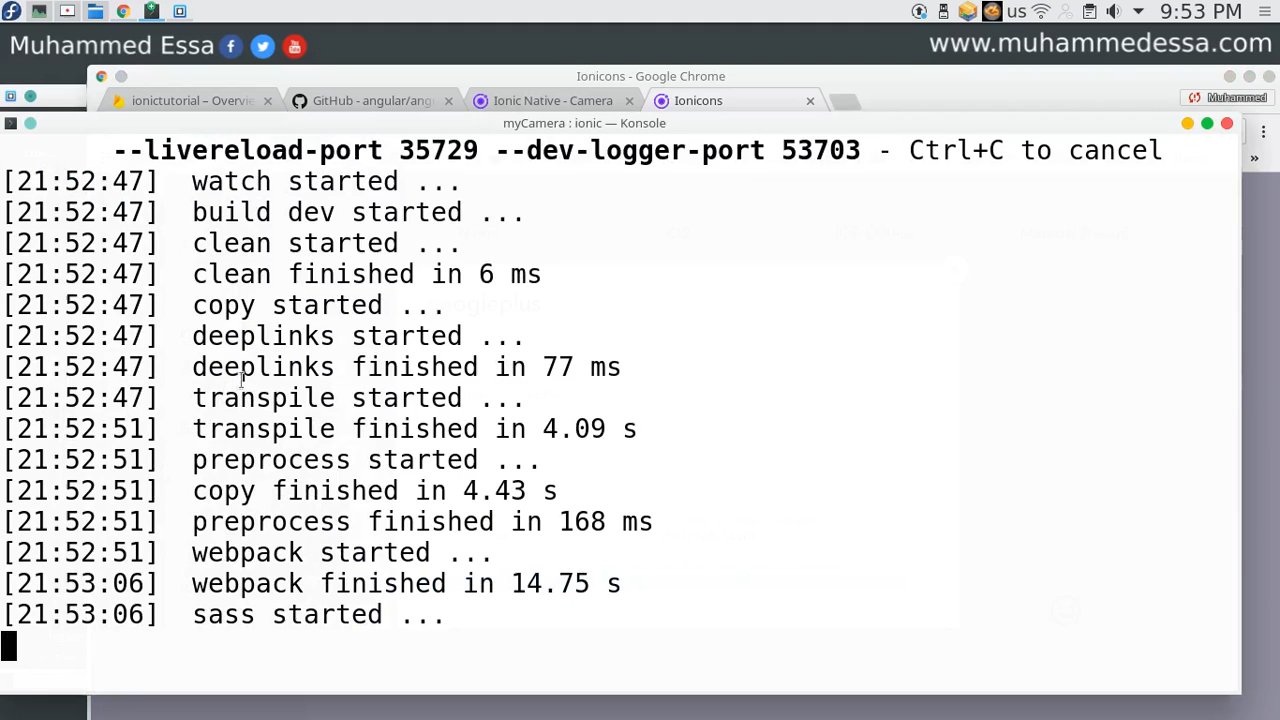 us
9:53 PM
Muhammed Essa
www.muhammedessa.com
Ionicons - Google Chrome
ionictutorial – Overvie
GitHub - angular/ang
Ionic Native - Camera
Ionicons
Muhammed
myCamera : ionic — Konsole
--livereload-port 35729 --dev-logger-port 53703 - Ctrl+C to cancel
[21:52:47] watch started ...
[21:52:47] build dev started ...
[21:52:47] clean started ...
[21:52:47] clean finished in 6 ms
[21:52:47] copy started ...
[21:52:47] deeplinks started ...
[21:52:47] deeplinks finished in 77 ms
[21:52:47] transpile started ...
[21:52:51] transpile finished in 4.09 s
[21:52:51] preprocess started ...
[21:52:51] copy finished in 4.43 s
[21:52:51] preprocess finished in 168 ms
[21:52:51] webpack started ...
[21:53:06] webpack finished in 14.75 s
[21:53:06] sass started ...